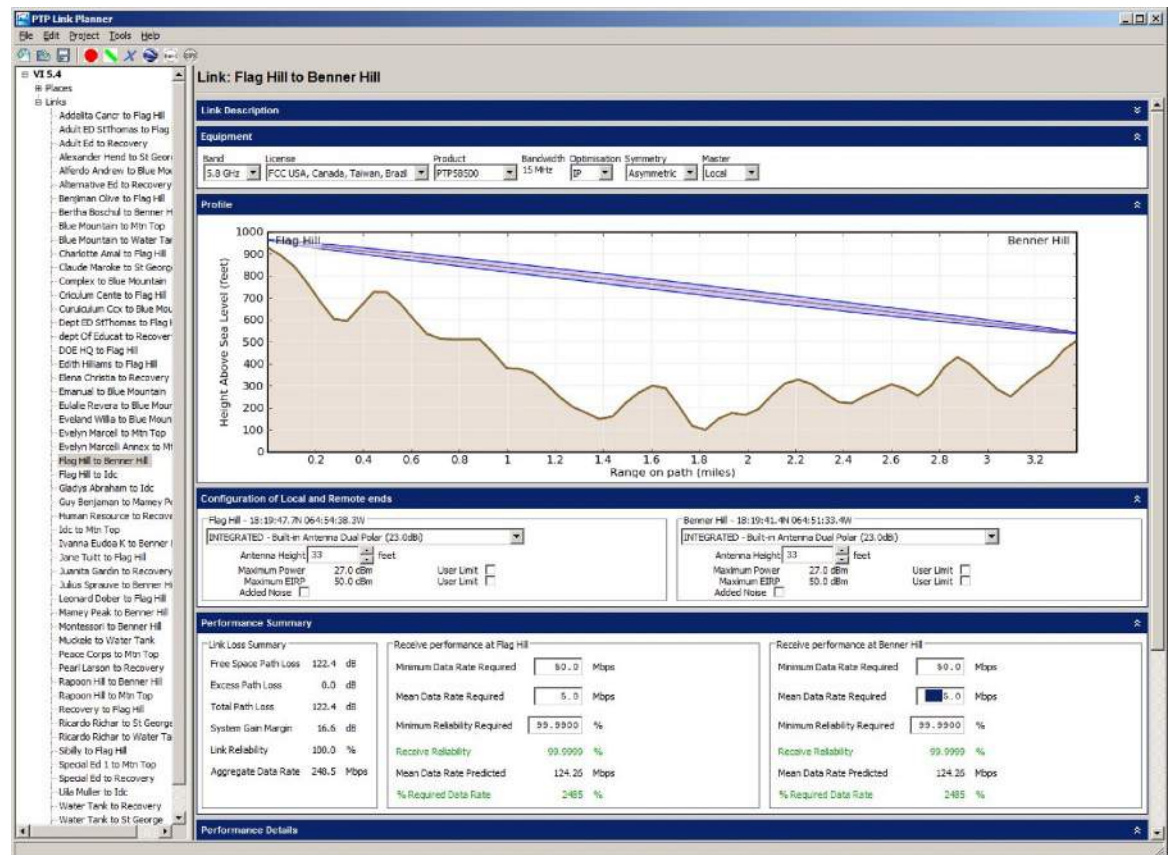 PTP Link Planner
File Edit Project Tools Help
VI 5.4
Places
Links
Addelita Cancr to Flag Hill
Adult ED StThomas to Flag
Adult Ed to Recovery
Alexander Hend to St Geor
Alferdo Andrew to Blue Mou
Alternative Ed to Recovery
Benjiman Olive to Flag Hill
Bertha Boschul to Benner H
Blue Mountain to Mtn Top
Blue Mountain to Water Tan
Charlotte Amal to Flag Hill
Claude Maroke to St George
Complex to Blue Mountain
Criculum Cente to Flag Hill
Curuiculum Ccx to Blue Mou
Dept ED StThomas to Flag H
dept Of Educat to Recover
DOE HQ to Flag Hill
Edith Hilliams to Flag Hill
Elena Christia to Recovery
Emanual to Blue Mountain
Eulalie Revera to Blue Moun
Eveland Willia to Blue Moun
Evelyn Marcell to Mtn Top
Evelyn Marcelli Annex to Mt
Flag Hill to Benner Hill
Flag Hill to Idc
Gladys Abraham to Idc
Guy Benjaman to Mamey Pe
Human Resource to Recove
Idc to Mtn Top
Ivanna Eudoa K to Benner
Jane Tuitt to Flag Hill
Juanita Gardin to Recovery
Julius Sprauve to Benner Hi
Leonard Dober to Flag Hill
Mamey Peak to Benner Hill
Montessori to Benner Hill
Muckele to Water Tank
Peace Corps to Mtn Top
Pearl Larson to Recovery
Rapoon Hill to Benner Hill
Rapoon Hill to Mtn Top
Recovery to Flag Hill
Ricardo Richar to St George
Ricardo Richar to Water Ta
Sibilly to Flag Hill
Special Ed 1 to Mtn Top
Special Ed to Recovery
Ulla Muller to Idc
Water Tank to Recovery
Water Tank to St George
Link: Flag Hill to Benner Hill
Link Description
Equipment
Band License Product Bandwidth Optimisation Symmetry Master
5.8 GHz FCC USA, Canada, Taiwan, Brazil PTP58500 15 MHz IP Asymmetric Local
Profile
Height Above Sea Level (feet)
1000
900
800
700
600
500
400
300
200
100
0
Flag Hill
Benner Hill
0.2 0.4 0.6 0.8 1 1.2 1.4 1.6 1.8 2 2.2 2.4 2.6 2.8 3 3.2
Range on path (miles)
Configuration of Local and Remote ends
Flag Hill - 18:19:47.7N 064:54:38.3W
INTEGRATED - Built-in Antenna Dual Polar (23.0dBi)
Antenna Height 33 feet
Maximum Power 27.0 dBm User Limit
Maximum EIRP 50.0 dBm User Limit
Added Noise
Benner Hill - 18:19:41.4N 064:51:33.4W
INTEGRATED - Built-in Antenna Dual Polar (23.0dBi)
Antenna Height 33 feet
Maximum Power 27.0 dBm User Limit
Maximum EIRP 50.0 dBm User Limit
Added Noise
Performance Summary
Link Loss Summary
Free Space Path Loss 122.4 dB
Excess Path Loss 0.0 dB
Total Path Loss 122.4 dB
System Gain Margin 16.6 dB
Link Reliability 100.0 %
Aggregate Data Rate 248.5 Mbps
Receive performance at Flag Hill
Minimum Data Rate Required 50.0 Mbps
Mean Data Rate Required 5.0 Mbps
Minimum Reliability Required 99.9900 %
Receive Reliability 99.9999 %
Mean Data Rate Predicted 124.26 Mbps
% Required Data Rate 2485 %
Receive performance at Benner Hill
Minimum Data Rate Required 50.0 Mbps
Mean Data Rate Required 5.0 Mbps
Minimum Reliability Required 99.9900 %
Receive Reliability 99.9999 %
Mean Data Rate Predicted 124.26 Mbps
% Required Data Rate 2485 %
Performance Details